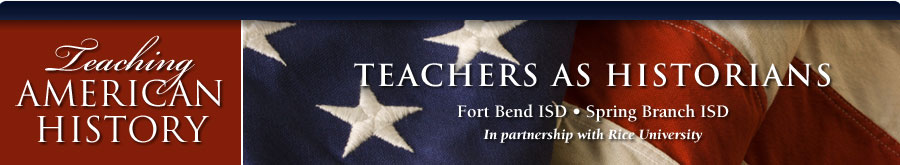 Teaching
AMERICAN
HISTORY
TEACHERS AS HISTORIANS
Fort Bend ISD • Spring Branch ISD
In partnership with Rice University